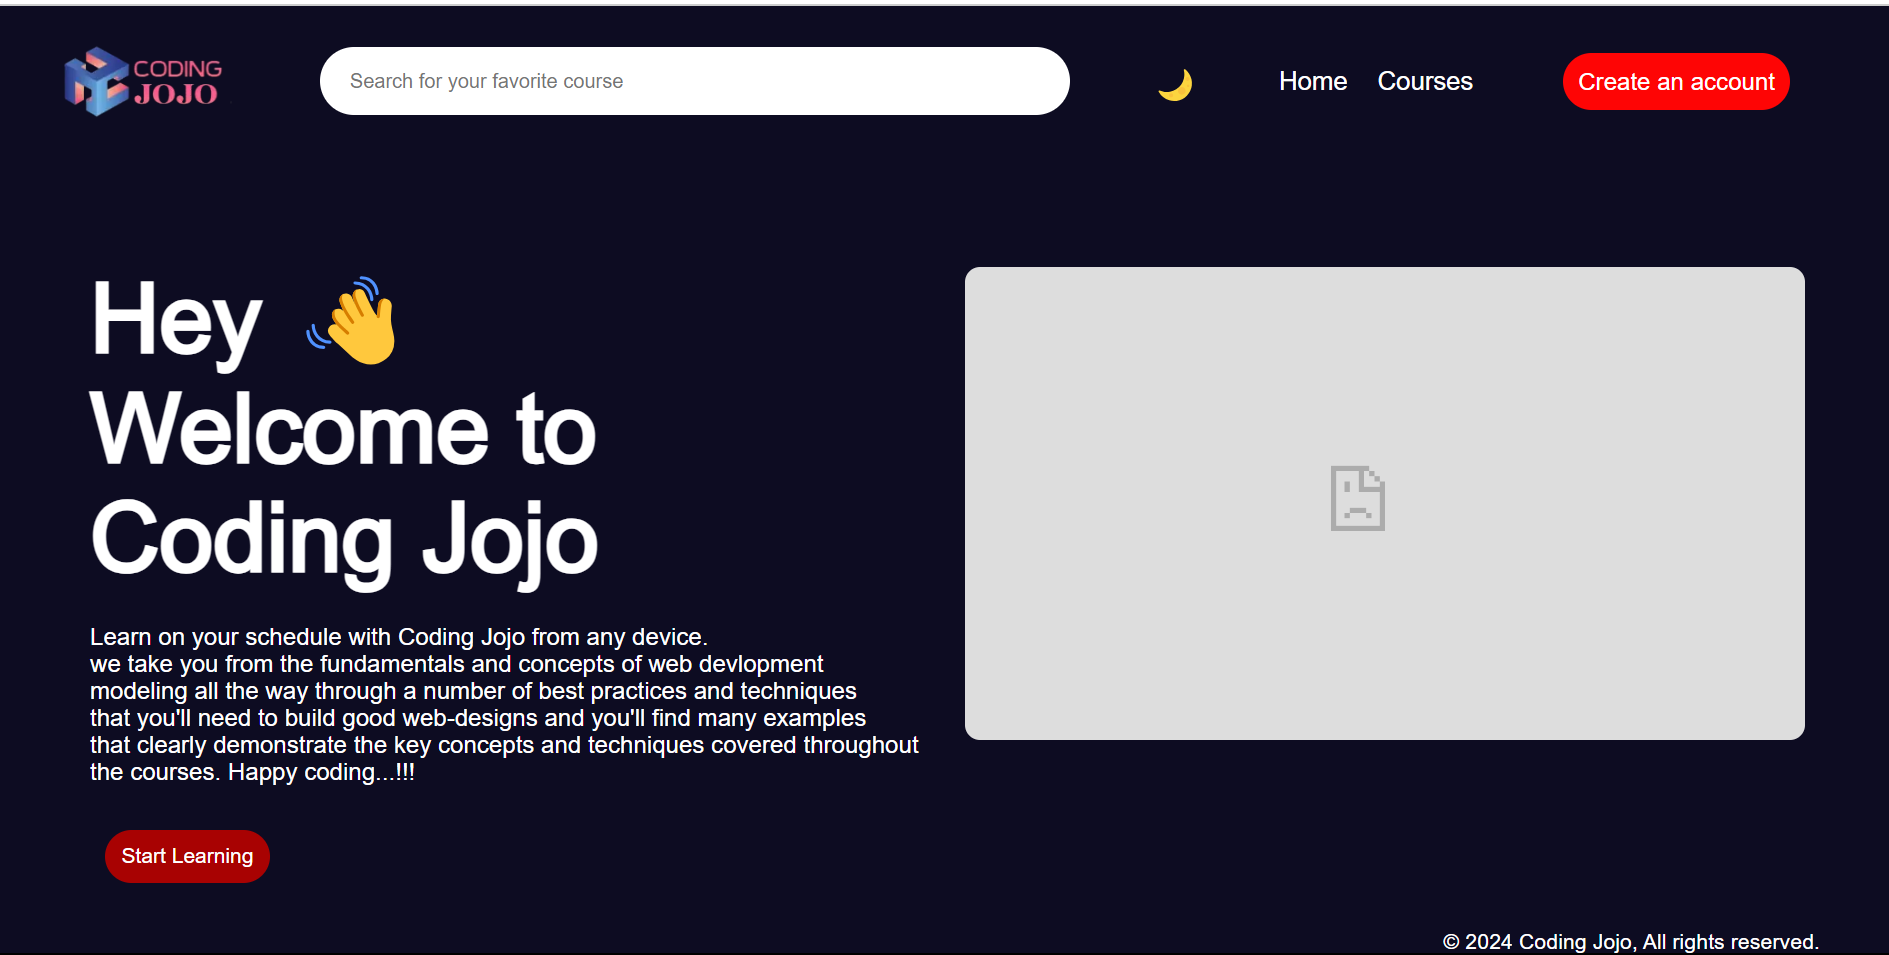 CODING
JOJO
Search for your favorite course
Home
Courses
Create an account
Hey 👋
Welcome to
Coding Jojo
Learn on your schedule with Coding Jojo from any device.
we take you from the fundamentals and concepts of web devlopment
modeling all the way through a number of best practices and techniques
that you'll need to build good web-designs and you'll find many examples
that clearly demonstrate the key concepts and techniques covered throughout
the courses. Happy coding...!!!
Start Learning
© 2024 Coding Jojo, All rights reserved.